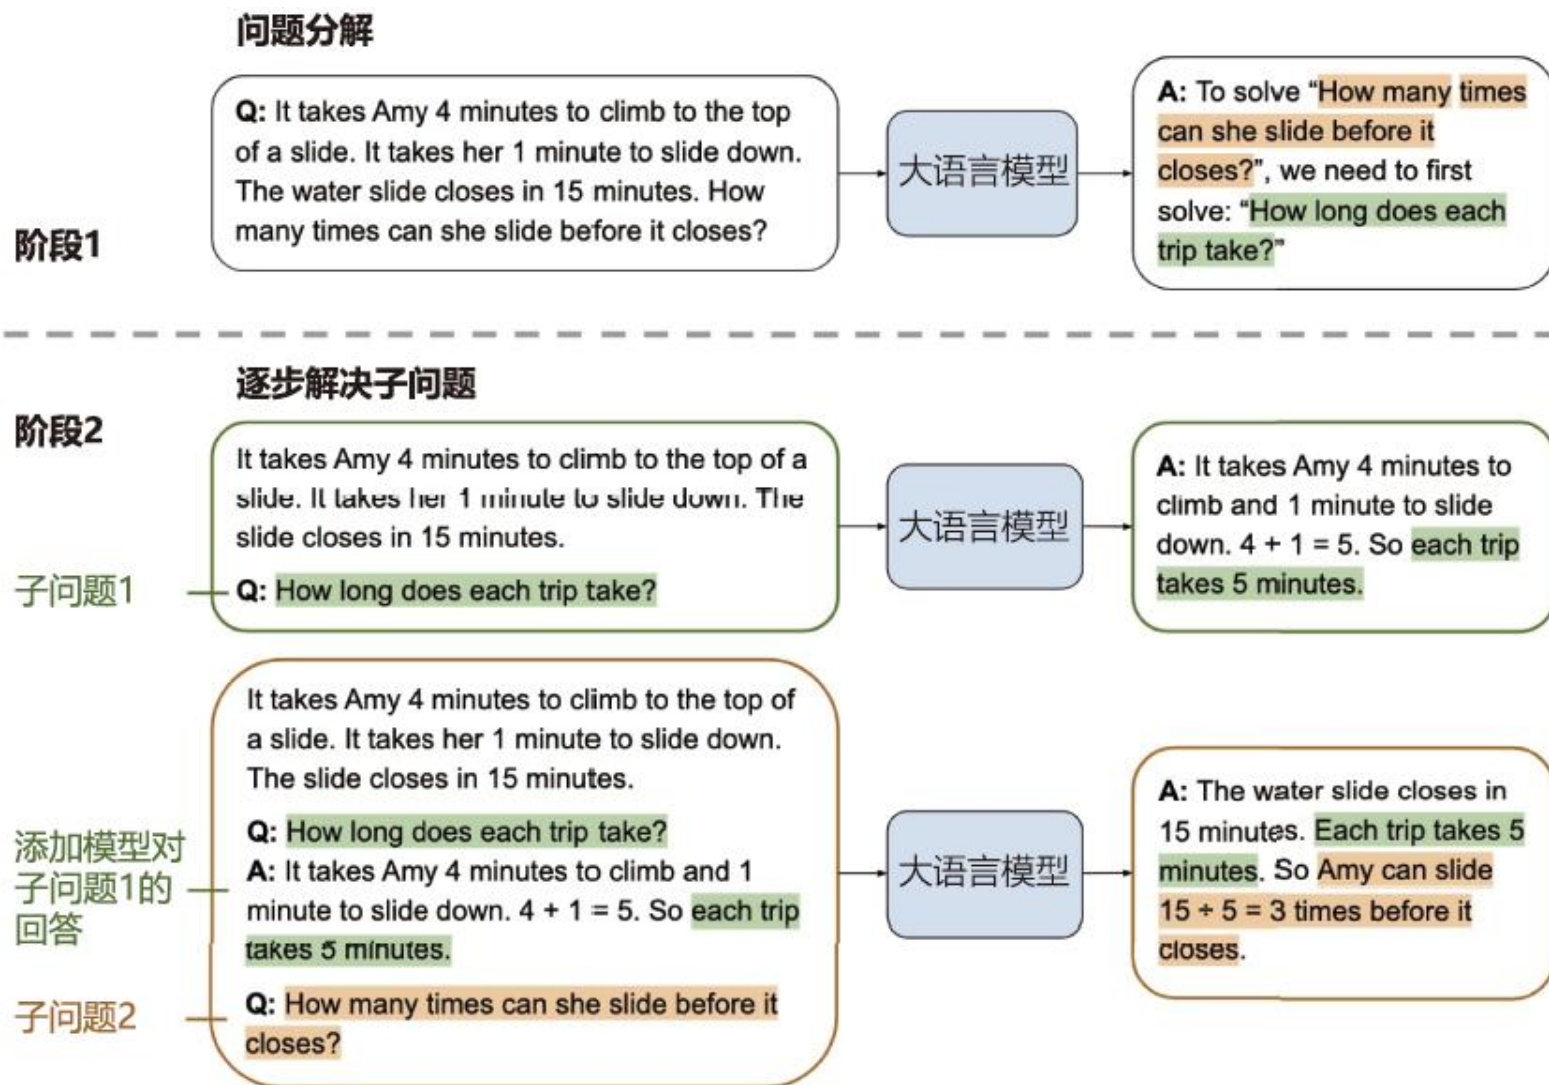 问题分解
阶段1
Q: It takes Amy 4 minutes to climb to the top
of a slide. It takes her 1 minute to slide down.
The water slide closes in 15 minutes. How
many times can she slide before it closes?
大语言模型
A: To solve “How many times
can she slide before it
closes?”, we need to first
solve: “How long does each
trip take?”
逐步解决子问题
阶段2
It takes Amy 4 minutes to climb to the top of a
slide. It takes her 1 minute to slide down. The
slide closes in 15 minutes.
子问题1
Q: How long does each trip take?
大语言模型
A: It takes Amy 4 minutes to
climb and 1 minute to slide
down. 4 + 1 = 5. So each trip
takes 5 minutes.
It takes Amy 4 minutes to climb to the top of
a slide. It takes her 1 minute to slide down.
The slide closes in 15 minutes.
添加模型对
子问题1的
回答
Q: How long does each trip take?
A: It takes Amy 4 minutes to climb and 1
minute to slide down. 4 + 1 = 5. So each trip
takes 5 minutes.
子问题2
Q: How many times can she slide before it
closes?
大语言模型
A: The water slide closes in
15 minutes. Each trip takes 5
minutes. So Amy can slide
15 ÷ 5 = 3 times before it
closes.